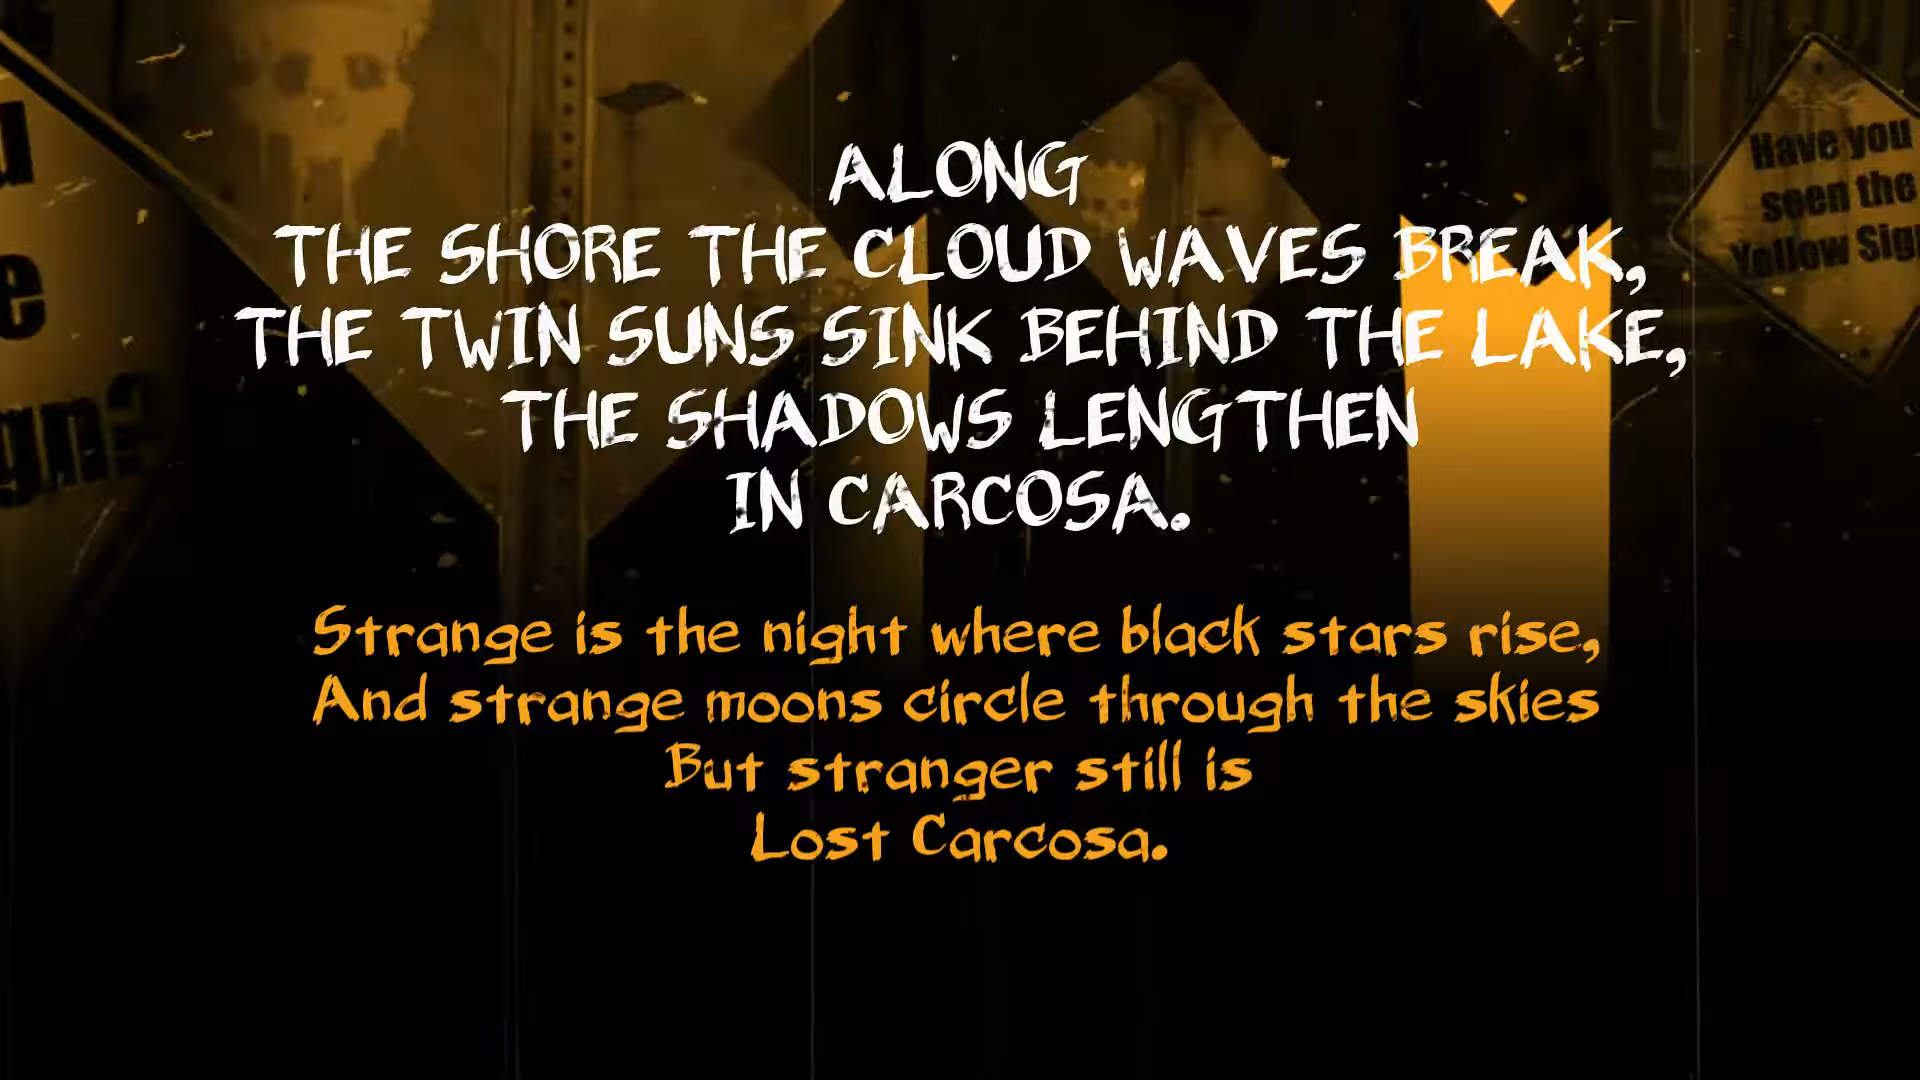 ALONG
THE SHORE THE CLOUD WAVES BREAK,
THE TWIN SUNS SINK BEHIND THE LAKE,
THE SHADOWS LENGTHEN
IN CARCOSA.
Strange is the night where black stars rise,
And strange moons circle through the skies
But stranger still is
Lost Carcosa.
Have you
seen the
Yellow Sign
u
e
gn?